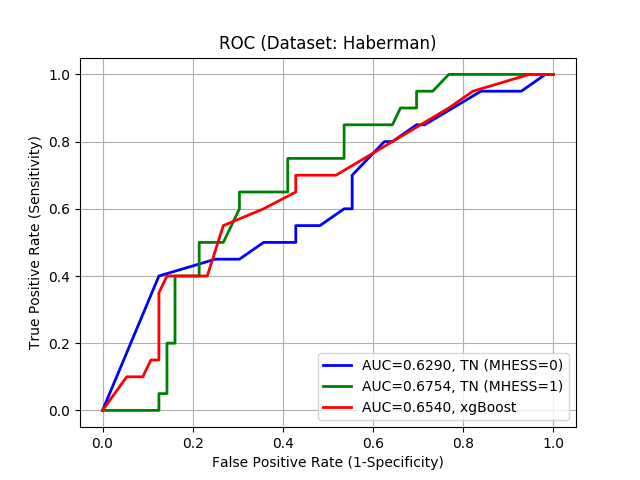 ROC (Dataset: Haberman)
True Positive Rate (Sensitivity)
1.0
0.8
0.6
0.4
0.2
0.0
AUC=0.6290, TN (MHESS=0)
AUC=0.6754, TN (MHESS=1)
AUC=0.6540, xgBoost
0.0 0.2 0.4 0.6 0.8 1.0
False Positive Rate (1-Specificity)